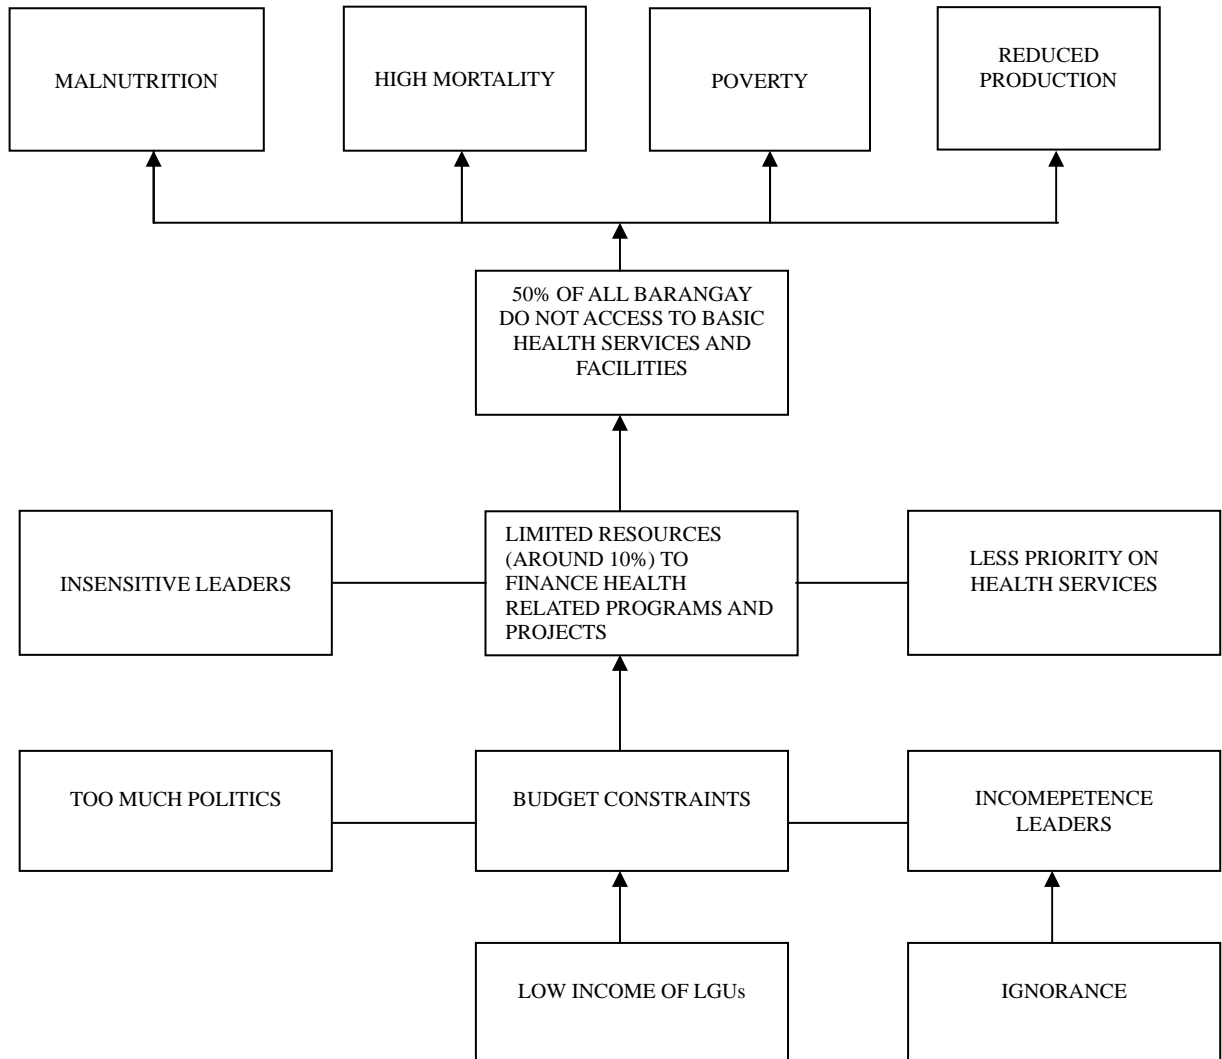 MALNUTRITION
HIGH MORTALITY
POVERTY
REDUCED
PRODUCTION
50% OF ALL BARANGAY
DO NOT ACCESS TO BASIC
HEALTH SERVICES AND
FACILITIES
INSENSITIVE LEADERS
LIMITED RESOURCES
(AROUND 10%) TO
FINANCE HEALTH
RELATED PROGRAMS AND
PROJECTS
LESS PRIORITY ON
HEALTH SERVICES
TOO MUCH POLITICS
BUDGET CONSTRAINTS
INCOMEPETENCE
LEADERS
LOW INCOME OF LGUs
IGNORANCE